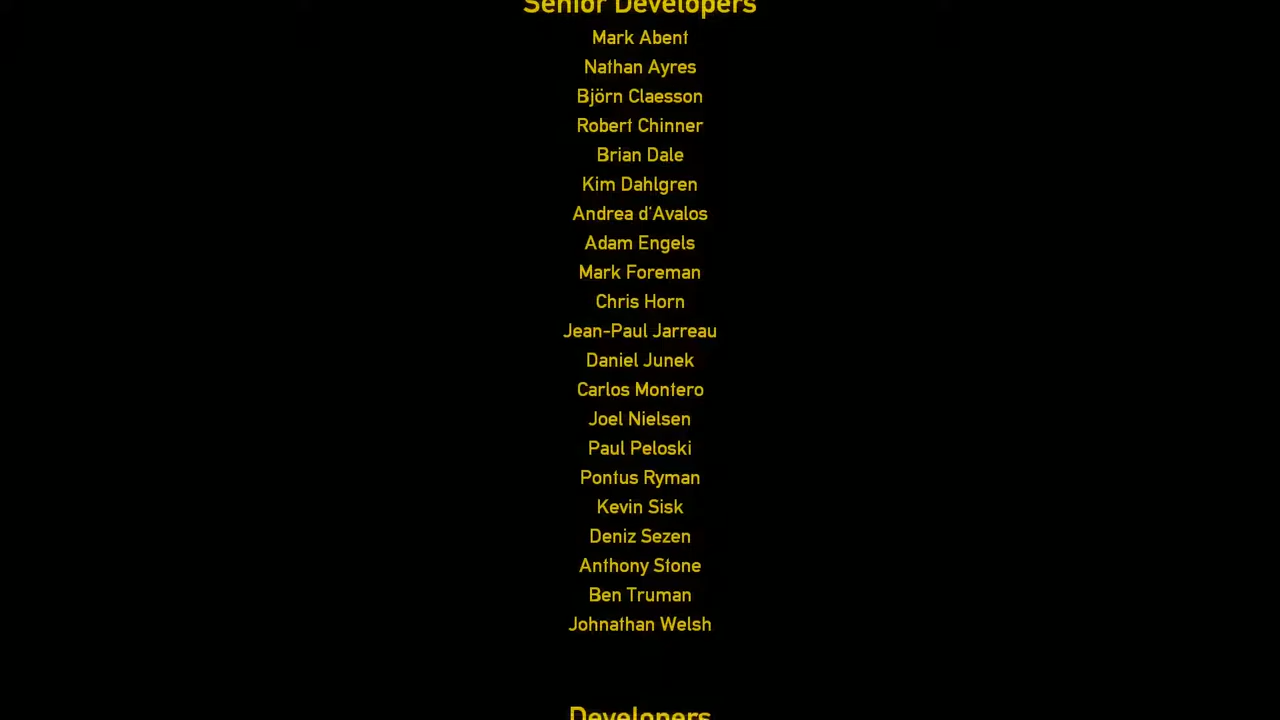 Senior Developers
Mark Abent
Nathan Ayres
Björn Claesson
Robert Chinner
Brian Dale
Kim Dahlgren
Andrea d'Avalos
Adam Engels
Mark Foreman
Chris Horn
Jean-Paul Jarreau
Daniel Junek
Carlos Montero
Joel Nielsen
Paul Peloski
Pontus Ryman
Kevin Sisk
Deniz Sezen
Anthony Stone
Ben Truman
Johnathan Welsh
Developers